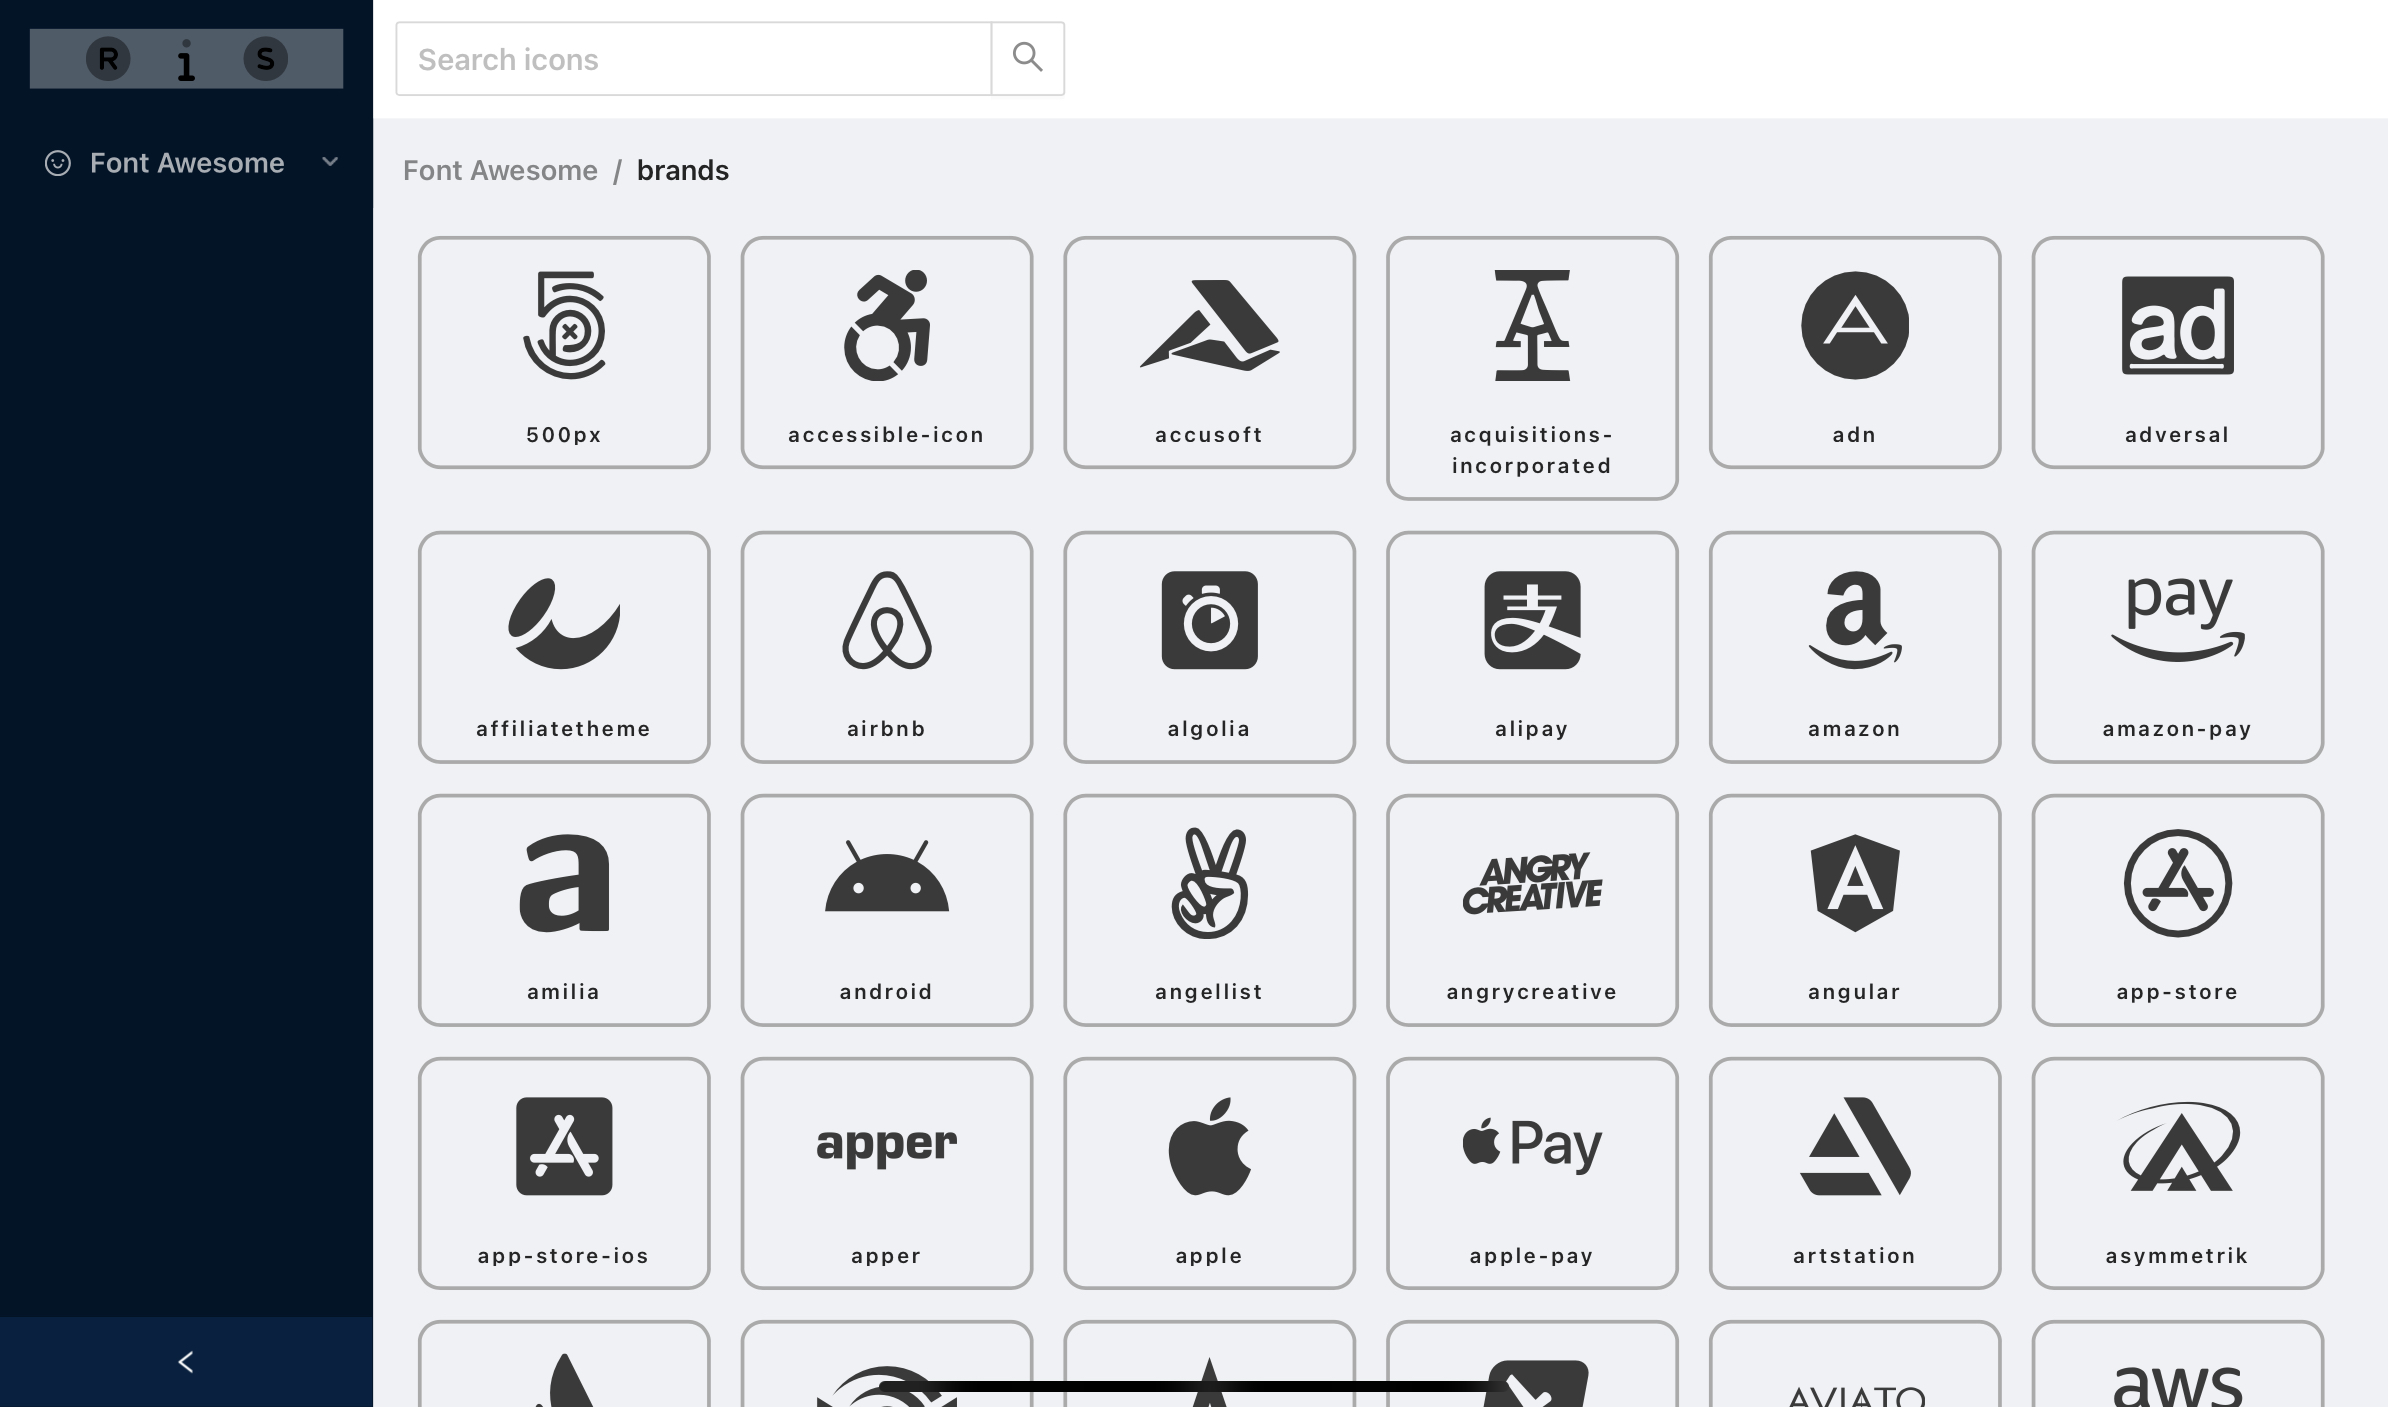 R i S
Search icons
Font Awesome
Font Awesome / brands
500px
accessible-icon
accusoft
acquisitions-
incorporated
adn
ad
adversal
affiliatetheme
airbnb
algolia
支
alipay
a
amazon
pay
amazon-pay
a
amilia
android
angellist
ANGRY
CREATIVE
angrycreative
A
angular
app-store
app-store-ios
apper
apper
apple
Pay
apple-pay
artstation
asymmetrik
AVIATO
aws